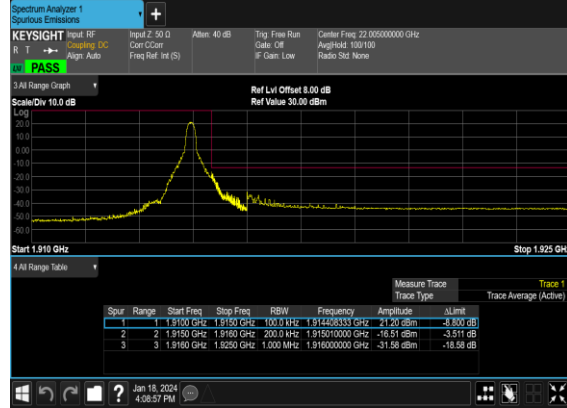 Spectrum Analyzer 1
Spurious Emissions
+
KEYSIGHT Input: RF Input Z: 50 Ω Atten: 40 dB Trig: Free Run Center Freq: 22.005000000 GHz
R T Coupling: DC Corr CCorr Gate: Off Avg|Hold: 100/100
Align: Auto Freq Ref: Int (S) IF Gain: Low Radio Std: None
PASS
3 All Range Graph Ref Lvl Offset 8.00 dB
Scale/Div 10.0 dB Ref Value 30.00 dBm
Log
20.0
10.0
0.00
-10.0
-20.0
-30.0
-40.0
-50.0
-60.0
Start 1.910 GHz Stop 1.925 GH
4 All Range Table
Measure Trace Trace 1
Trace Type Trace Average (Active)
Spur Range Start Freq Stop Freq RBW Frequency Amplitude ΔLimit
1 1 1.9100 GHz 1.9150 GHz 100.0 kHz 1.914408333 GHz 21.20 dBm -8.800 dB
2 2 1.9150 GHz 1.9160 GHz 200.0 kHz 1.915010000 GHz -16.51 dBm -3.511 dB
3 3 1.9160 GHz 1.9250 GHz 1.000 MHz 1.916000000 GHz -31.58 dBm -18.58 dB
? Jan 18, 2024
4:08:57 PM